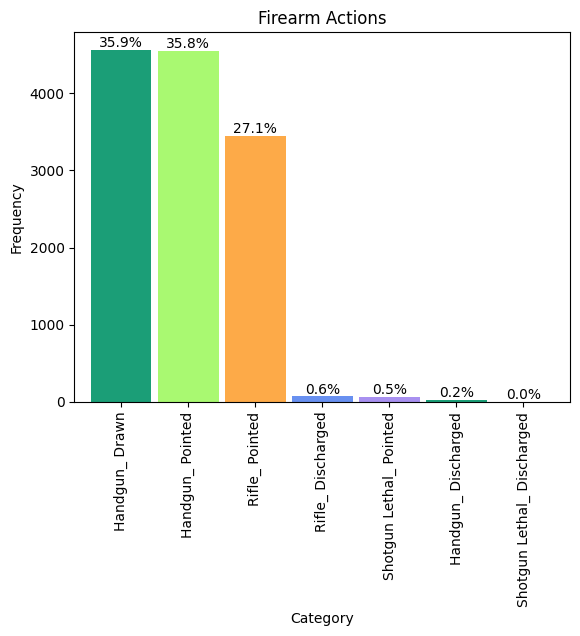 Firearm Actions
35.9%
35.8%
27.1%
0.6%
0.5%
0.2%
0.0%
4000
3000
2000
1000
0
Frequency
Handgun_ Drawn
Handgun_ Pointed
Rifle_ Pointed
Rifle_ Discharged
Shotgun Lethal_ Pointed
Handgun_ Discharged
Shotgun Lethal_ Discharged
Category